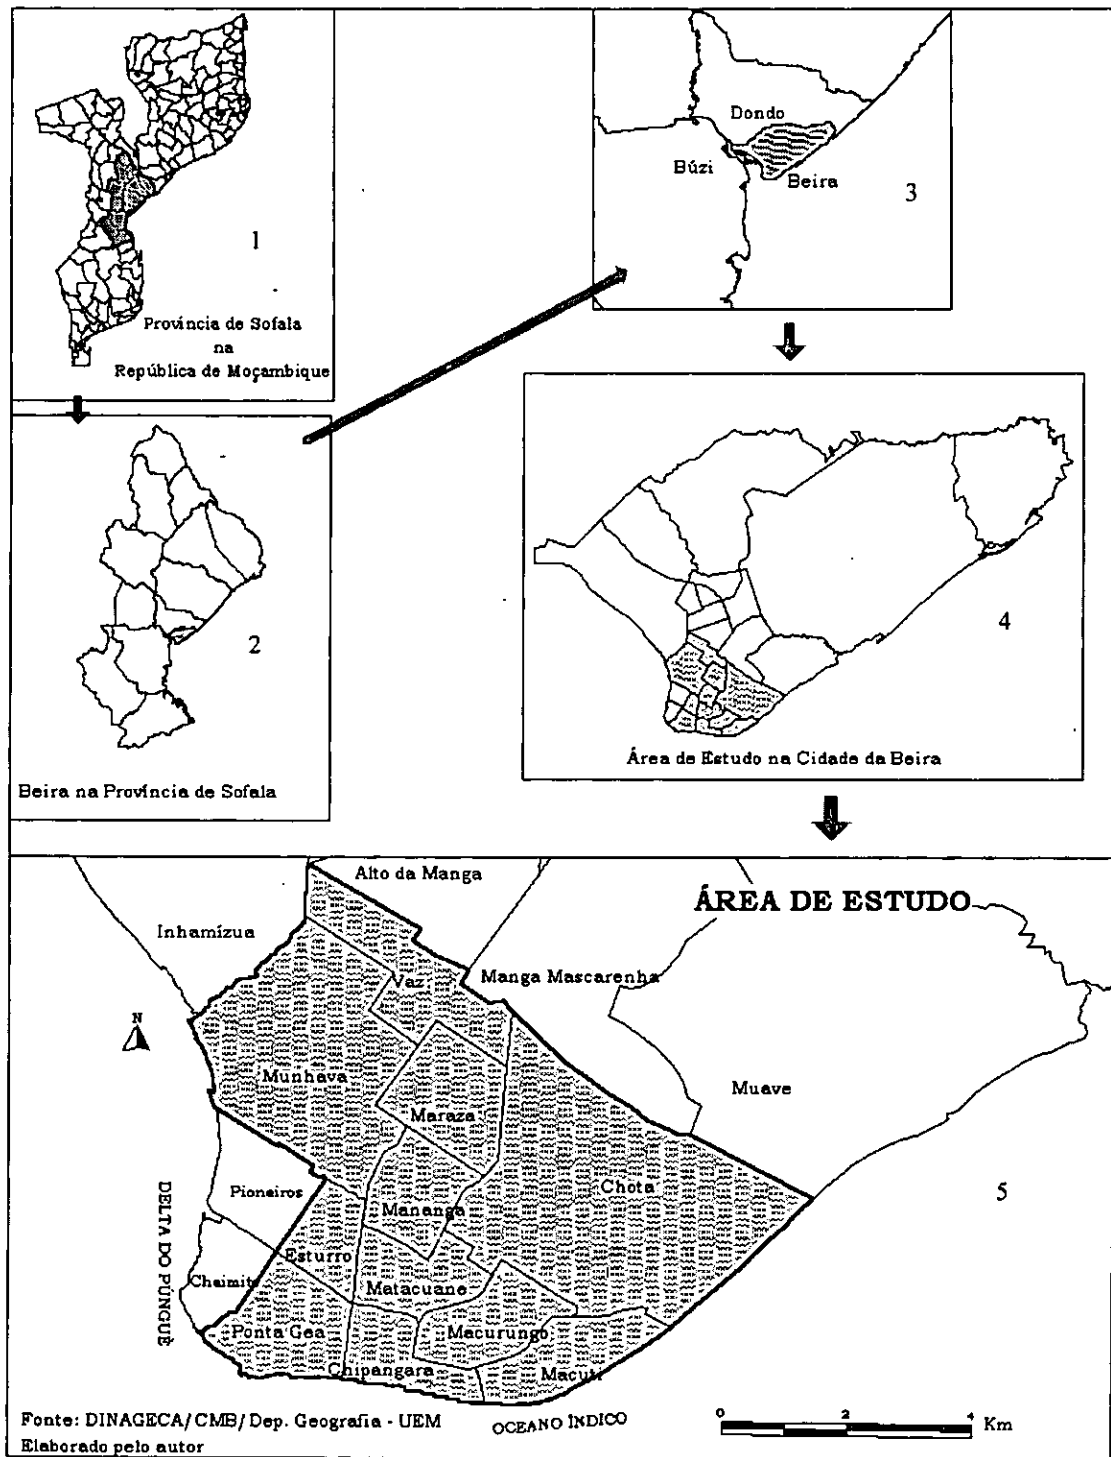 1
Província de Sofala
na
República de Moçambique
2
Beira na Província de Sofala
Dondo
Búzi
Beira
3
4
Área de Estudo na Cidade da Beira
ÁREA DE ESTUDO
Alto da Manga
Inhamízua
Vaz
Manga Mascarenha
N
Munhava
Maraza
Muave
Pioneiros
Chota
5
Mananga
DELTA DO PÚNGUÈ
Esturro
Chaimite
Matacuane
Ponta Gea
Macurungo
Chipangara
Macuti
OCEANO ÍNDICO
0 2 4
Km
Fonte: DINAGECA/CMB/Dep. Geografia - UEM
Elaborado pelo autor